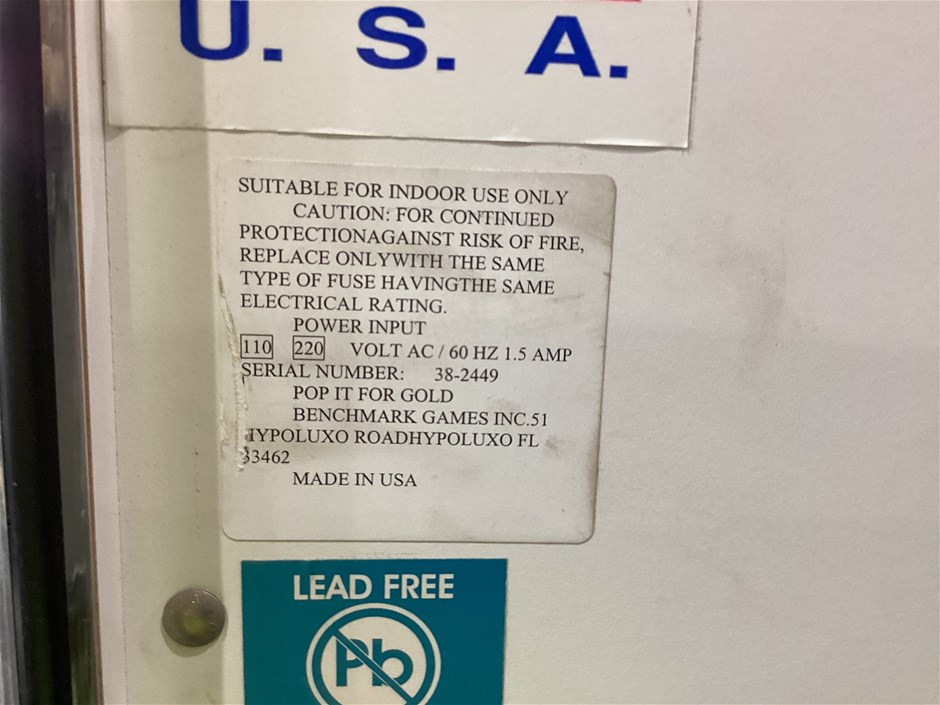 U. S. A.
SUITABLE FOR INDOOR USE ONLY
CAUTION: FOR CONTINUED
PROTECTIONAGAINST RISK OF FIRE,
REPLACE ONLYWITH THE SAME
TYPE OF FUSE HAVINGTHE SAME
ELECTRICAL RATING.
POWER INPUT
110 220 VOLT AC / 60 HZ 1.5 AMP
SERIAL NUMBER: 38-2449
POP IT FOR GOLD
BENCHMARK GAMES INC.51
HYPOLUXO ROADHYPOLUXO FL
33462
MADE IN USA
LEAD FREE
Pb